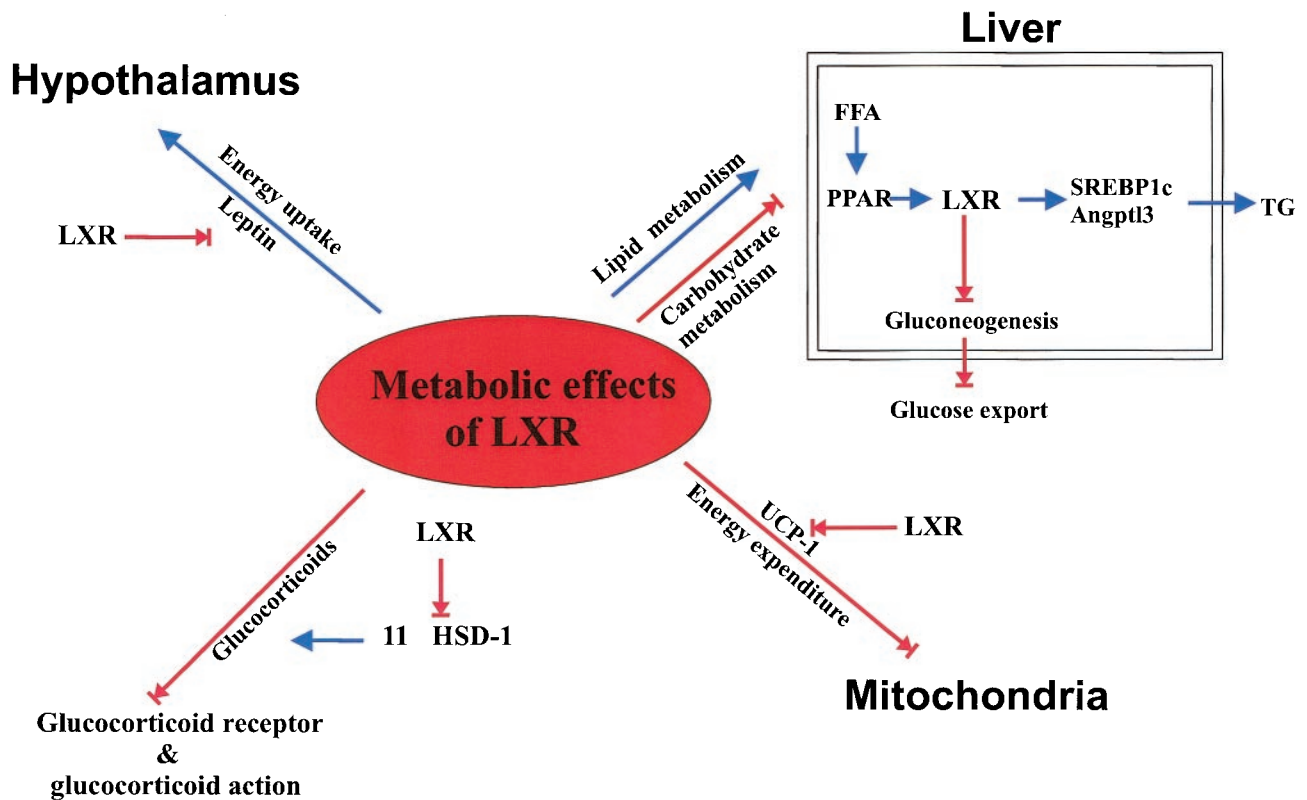 Liver
Hypothalamus
Energy uptake
Leptin
LXR
Lipid metabolism
Carbohydrate
metabolism
FFA
PPAR
LXR
SREBP1c
Angptl3
TG
Gluconeogenesis
Glucose export
Metabolic effects
of LXR
Glucocorticoids
LXR
11 HSD-1
UCP-1
Energy expenditure
LXR
Mitochondria
Glucocorticoid receptor
&
glucocorticoid action